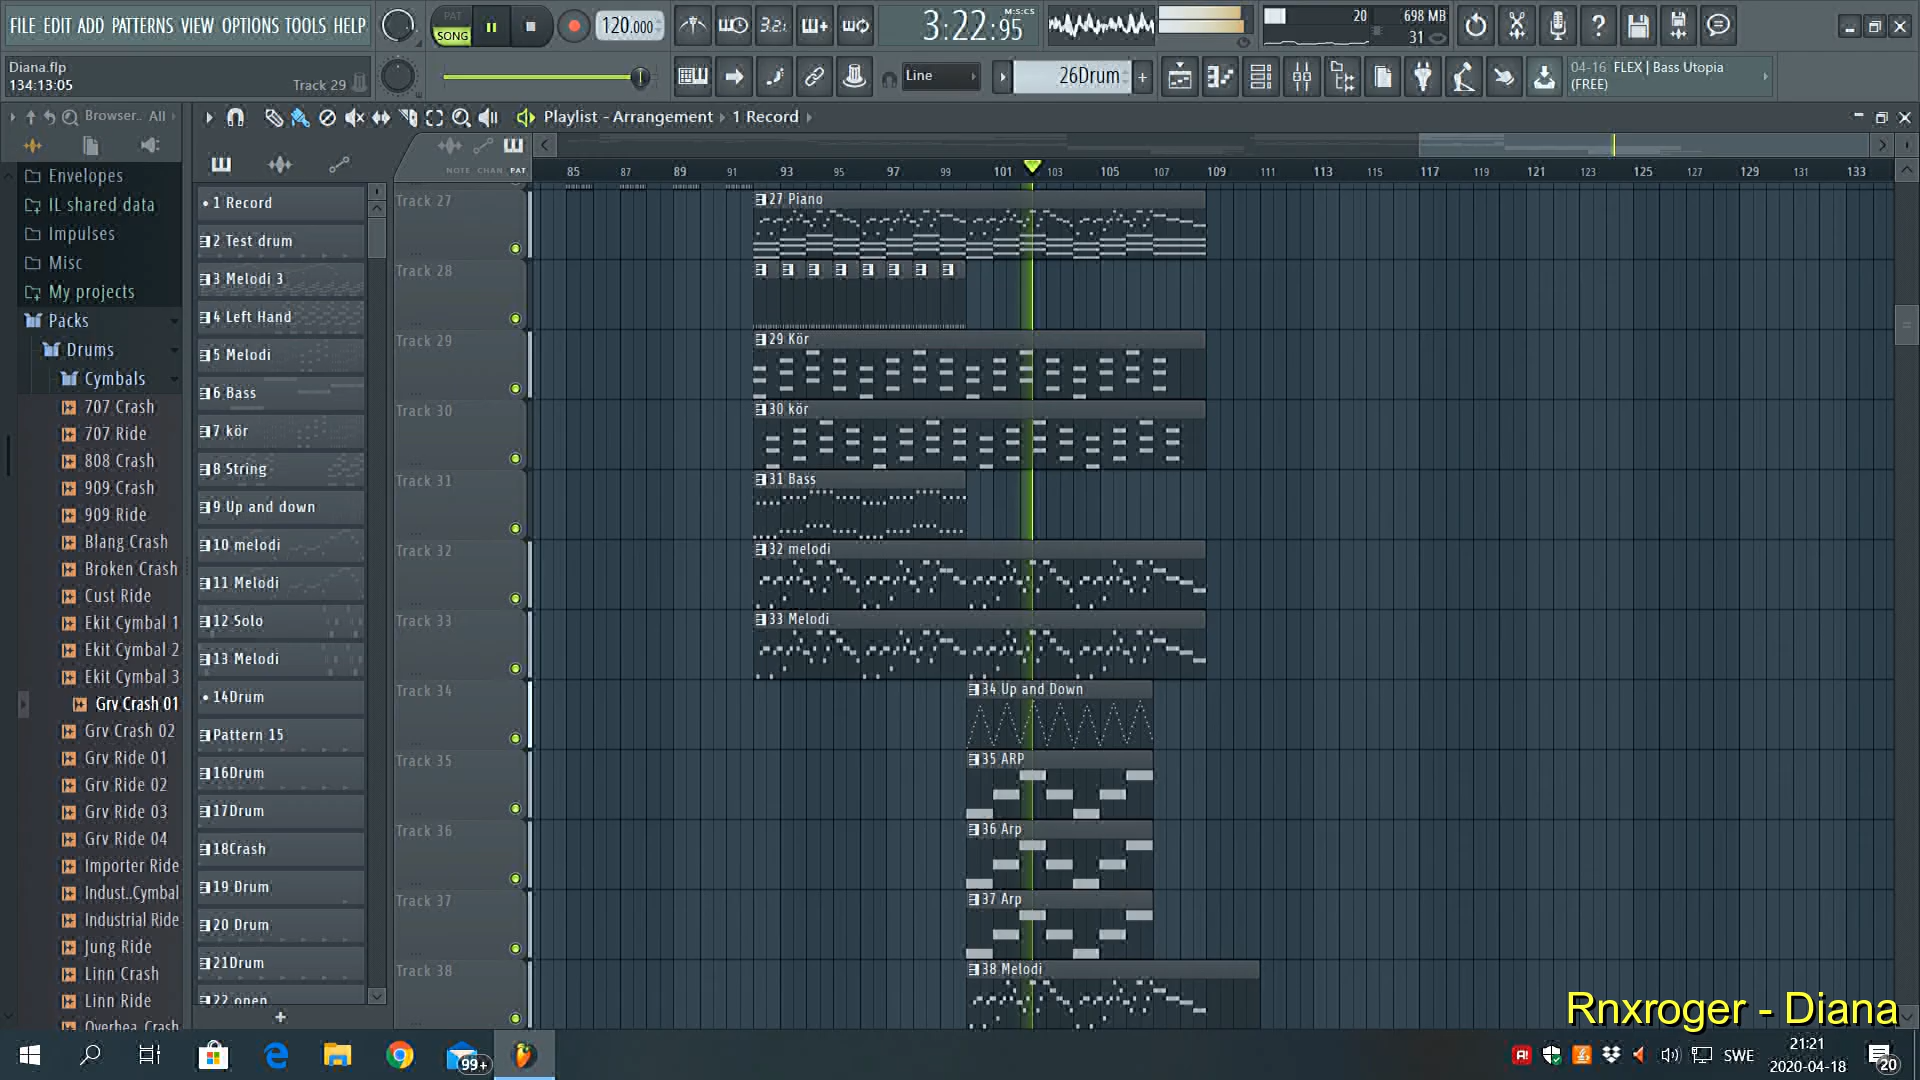 FILE EDIT ADD PATTERNS VIEW OPTIONS TOOLS HELP
PAT
SONG
120.000
3.2.
3:22:95
M:S:CS
20
698 MB
31
Diana.flp
134:13:05
Track 29
Line
26Drum
04-16 FLEX | Bass Utopia
(FREE)
Browser.. All
Playlist - Arrangement
1 Record
NOTE CHAN PAT
85 87 89 91 93 95 97 99 101 103 105 107 109 111 113 115 117 119 121 123 125 127 129 131 133
Envelopes
IL shared data
Impulses
Misc
My projects
Packs
Drums
Cymbals
707 Crash
707 Ride
808 Crash
909 Crash
909 Ride
Blang Crash
Broken Crash
Cust Ride
Ekit Cymbal 1
Ekit Cymbal 2
Ekit Cymbal 3
Grv Crash 01
Grv Crash 02
Grv Ride 01
Grv Ride 02
Grv Ride 03
Grv Ride 04
Importer Ride
Indust..Cymbal
Industrial Ride
Jung Ride
Linn Crash
Linn Ride
Overhea_Crash
1 Record
2 Test drum
3 Melodi 3
4 Left Hand
5 Melodi
6 Bass
7 kör
8 String
9 Up and down
10 melodi
11 Melodi
12 Solo
13 Melodi
14Drum
Pattern 15
16Drum
17Drum
18Crash
19 Drum
20 Drum
21Drum
22 open
+
Track 27
27 Piano
Track 28
Track 29
29 Kör
Track 30
30 kör
Track 31
31 Bass
Track 32
32 melodi
Track 33
33 Melodi
Track 34
34 Up and Down
Track 35
35 ARP
Track 36
36 Arp
Track 37
37 Arp
Track 38
38 Melodi
Rnxroger - Diana
99+
SWE
21:21
2020-04-18
20